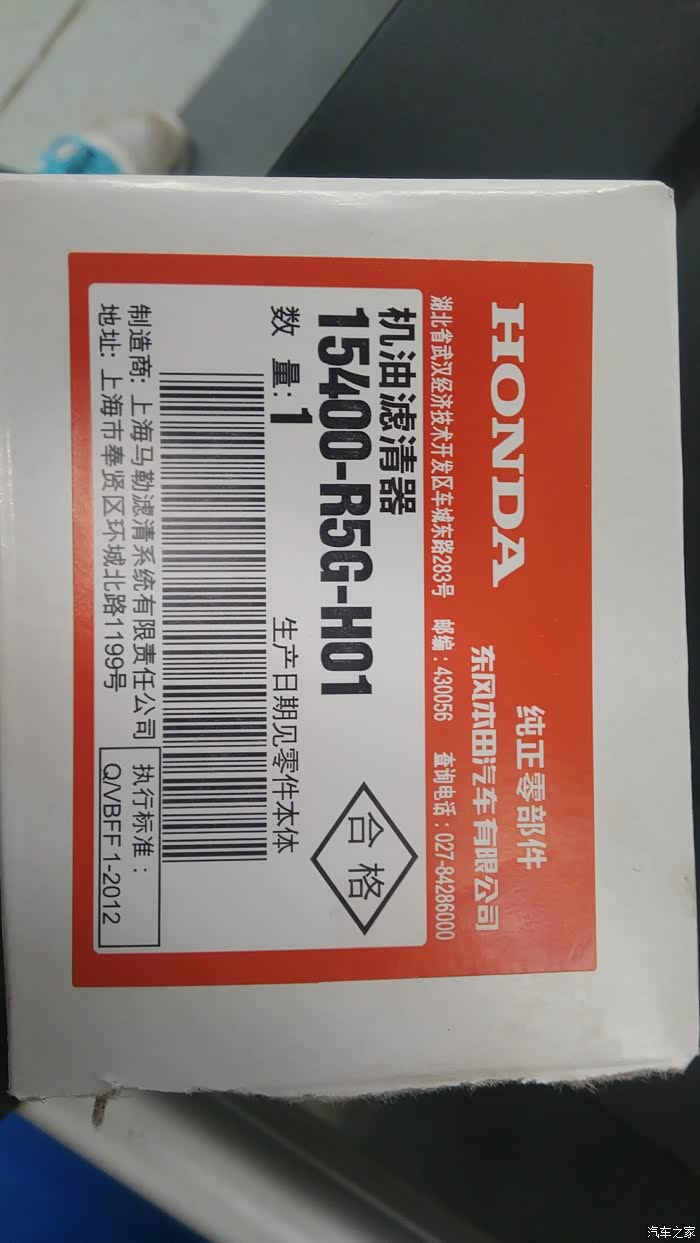 HONDA
纯正零部件
东风本田汽车有限公司
湖北省武汉经济技术开发区车城东路283号 邮编：430056 查询电话：027-84286000
机油滤清器
15400-R5G-H01
合格
数 量: 1
生产日期见零件本体
制造商: 上海马勒滤清系统有限责任公司
地址: 上海市奉贤区环城北路1199号
执行标准：
Q/VBFF 1-2012
汽车之家